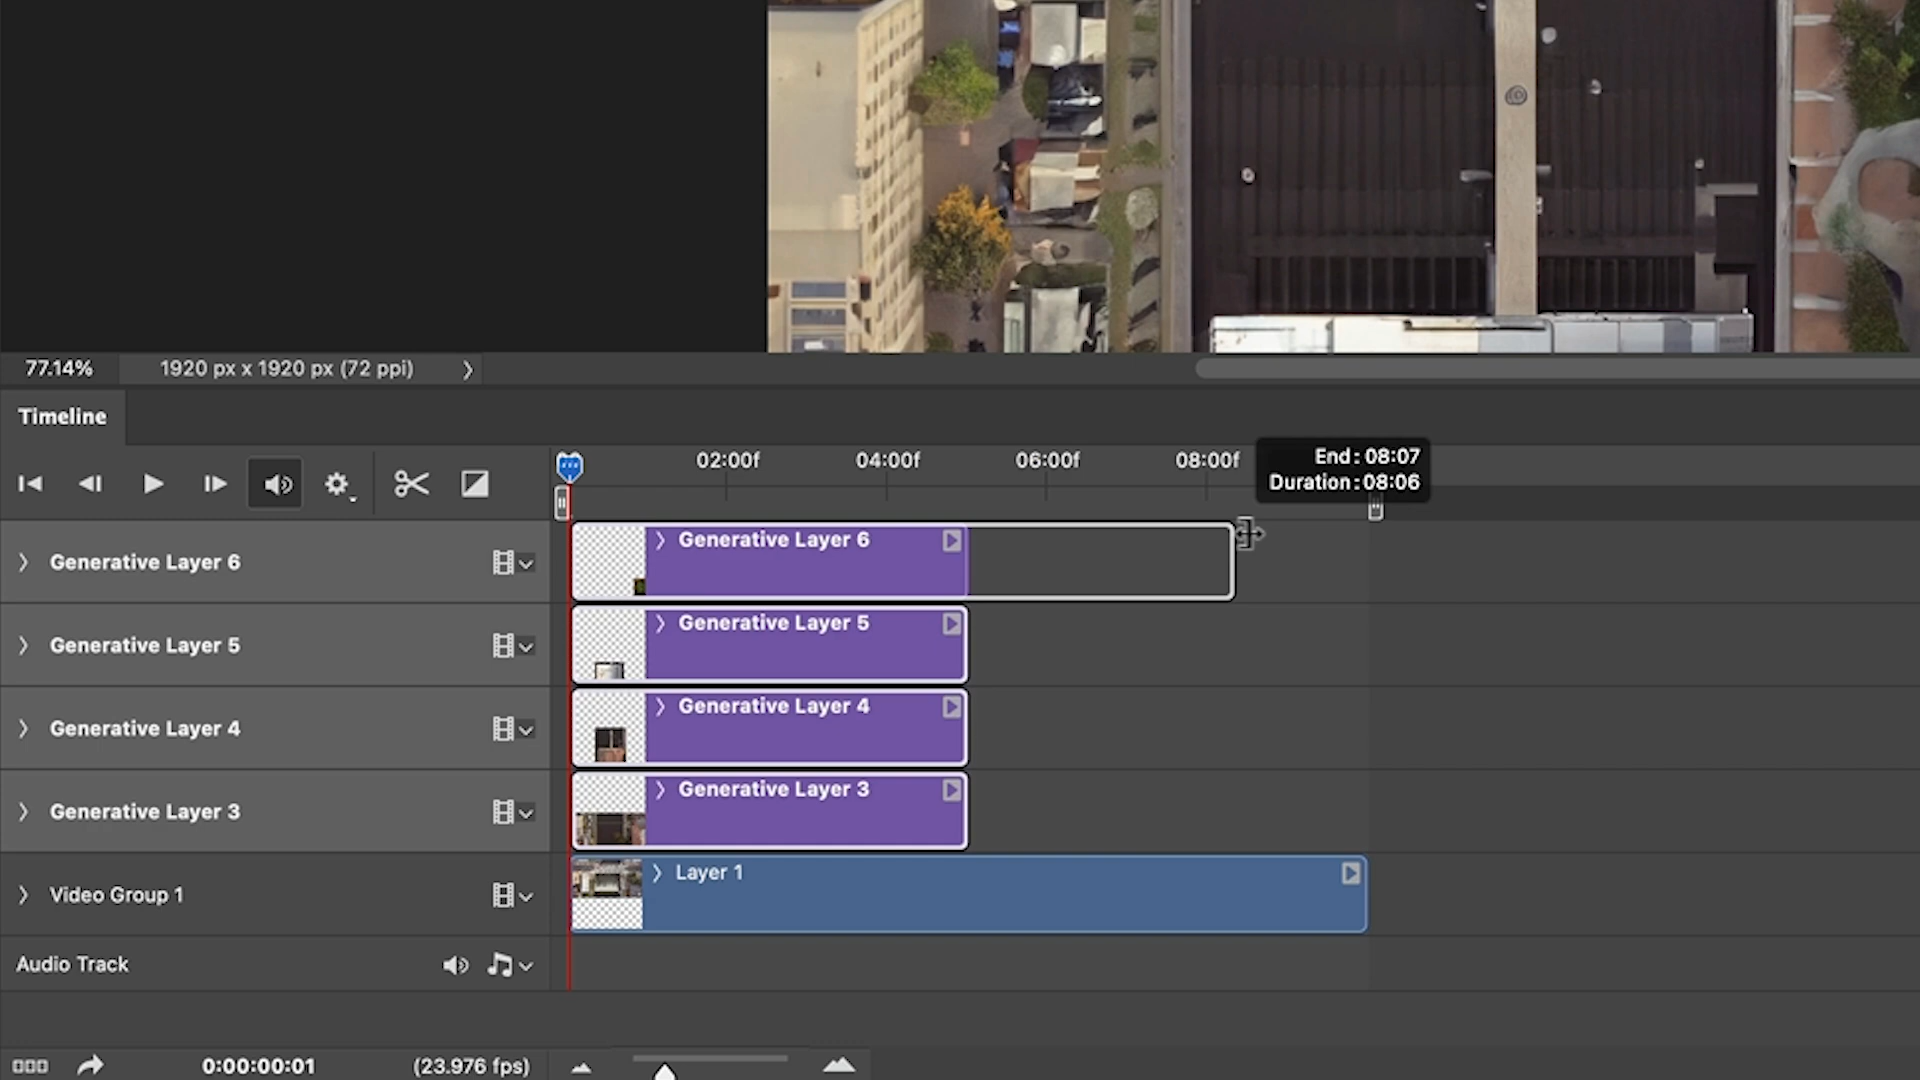 77.14%
1920 px x 1920 px (72 ppi)
Timeline
02:00f
04:00f
06:00f
08:00f
End: 08:07
Duration: 08:06
Generative Layer 6
Generative Layer 6
Generative Layer 5
Generative Layer 5
Generative Layer 4
Generative Layer 4
Generative Layer 3
Generative Layer 3
Video Group 1
Layer 1
Audio Track
0:00:00:01
(23.976 fps)